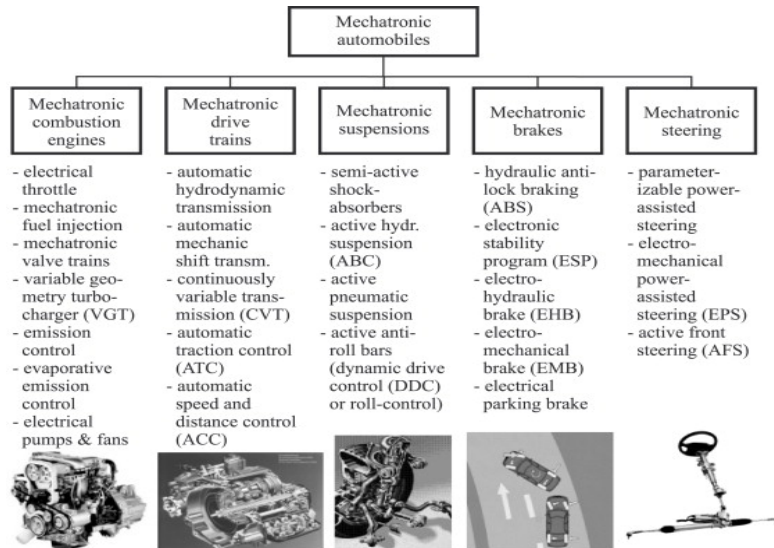 Mechatronic
automobiles
Mechatronic
combustion
engines
- electrical
throttle
- mechatronic
fuel injection
- mechatronic
valve trains
- variable geo-
metry turbo-
charger (VGT)
- emission
control
- evaporative
emission
control
- electrical
pumps & fans
Mechatronic
drive
trains
- automatic
hydrodynamic
transmission
- automatic
mechanic
shift transm.
- continuously
variable trans-
mission (CVT)
- automatic
traction control
(ATC)
- automatic
speed and
distance control
(ACC)
Mechatronic
suspensions
- semi-active
shock-
absorbers
- active hydr.
suspension
(ABC)
- active
pneumatic
suspension
- active anti-
roll bars
(dynamic drive
control (DDC)
or roll-control)
Mechatronic
brakes
- hydraulic anti-
lock braking
(ABS)
- electronic
stability
program (ESP)
- electro-
hydraulic
brake (EHB)
- electro-
mechanical
brake (EMB)
- electrical
parking brake
Mechatronic
steering
- parameter-
izable power-
assisted
steering
- electro-
mechanical
power-
assisted
steering (EPS)
- active front
steering (AFS)